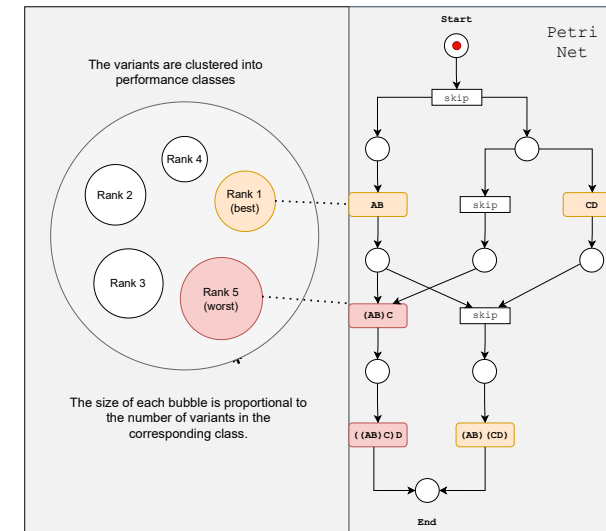 The variants are clustered into
performance classes
Rank 4
Rank 2
Rank 1
(best)
Rank 3
Rank 5
(worst)
The size of each bubble is proportional to
the number of variants in the
corresponding class.
Start
Petri
Net
skip
AB
skip
CD
(AB)C
skip
((AB)C)D
(AB)(CD)
End